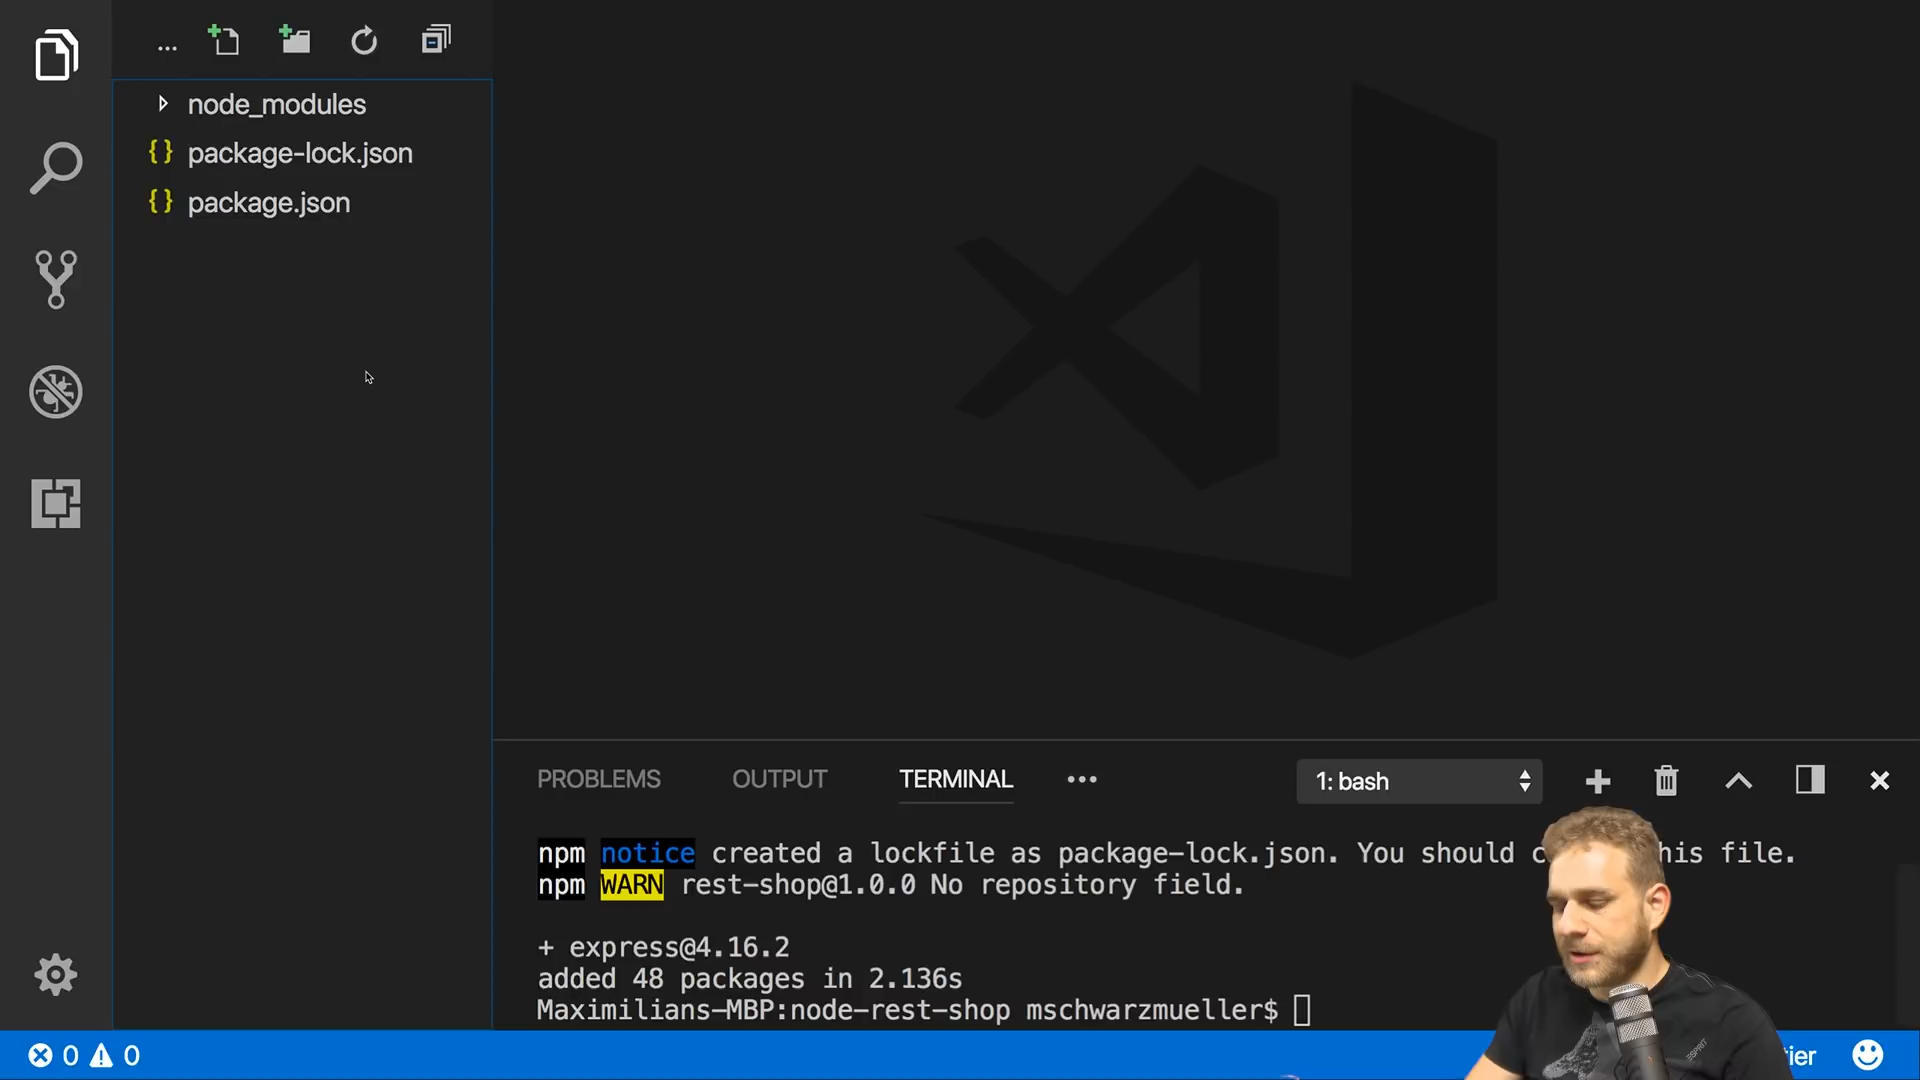 ...
node_modules
{} package-lock.json
{} package.json
PROBLEMS OUTPUT TERMINAL ••• 1: bash
npm notice created a lockfile as package-lock.json. You should his file.
npm WARN rest-shop@1.0.0 No repository field.
+ express@4.16.2
added 48 packages in 2.136s
Maximilians-MBP:node-rest-shop mschwarzmueller$
0 0 tier